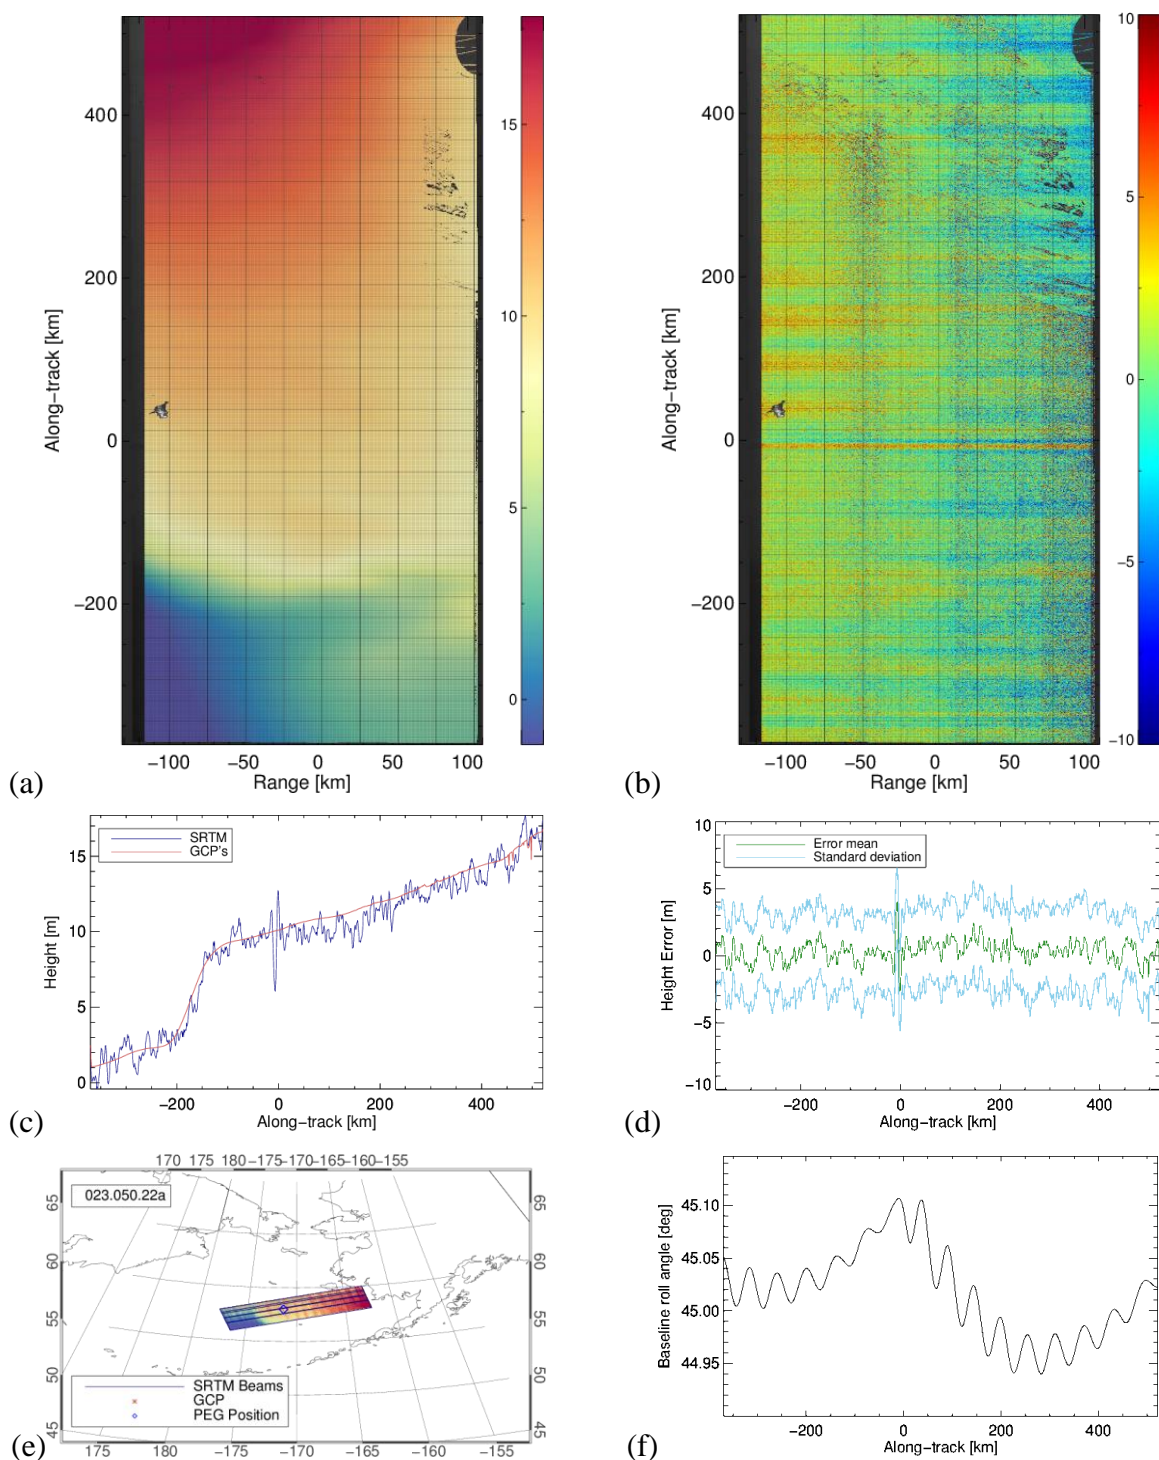 400
200
0
−200
Along−track [km]
−100
−50
0
50
100
Range [km]
15
10
5
0
(a)
400
200
0
−200
Along−track [km]
−100
−50
0
50
100
Range [km]
10
5
0
−5
−10
(b)
SRTM
GCP's
15
10
5
0
Height [m]
−200
0
200
400
Along−track [km]
(c)
Error mean
Standard deviation
10
5
0
−5
−10
Height Error [m]
−200
0
200
400
Along−track [km]
(d)
170 175 180 −175 −170 −165 −160 −155
023.050.22a
65
60
55
50
45
65
60
55
50
45
SRTM Beams
GCP
PEG Position
175 180 −175 −170 −165 −160 −155
(e)
45.10
45.05
45.00
44.95
Baseline roll angle [deg]
−200
0
200
400
Along−track [km]
(f)